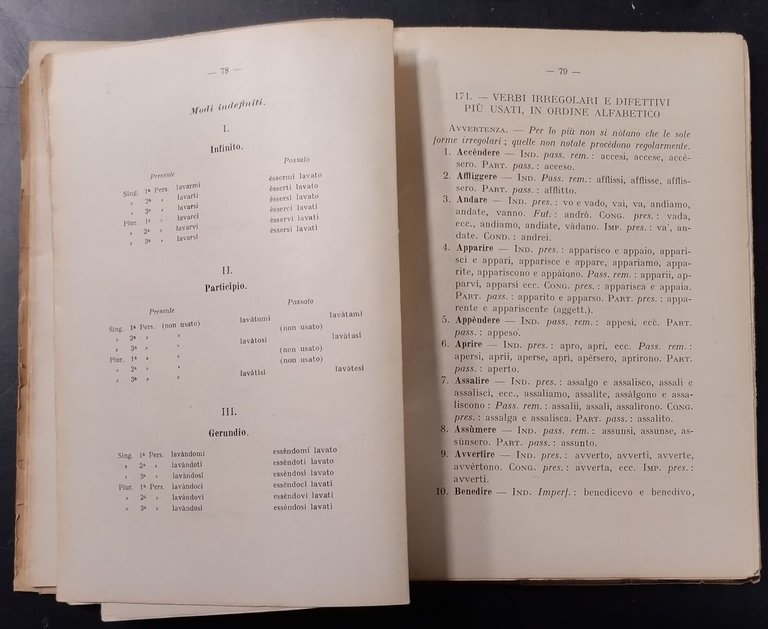 — 78 —
Modi indefiniti.
I.
Infinito.
Presente Passato
Sing. 1ª Pers. lavarmi èssermi lavato
» 2ª » lavarti èsserti lavato
» 3ª » lavarsi èssersi lavato
Plur. 1ª » lavarci èsserci lavati
» 2ª » lavarvi èsservi lavati
» 3ª » lavarsi èssersi lavati
II.
Participio.
Presente Passato
Sing. 1ª Pers. (non usato) lavàtomi lavàtami
» 2ª » » (non usato)
» 3ª » » lavátosi lavàtasi
Plur. 1ª » » (non usato)
» 2ª » » (non usato)
» 3ª » » lavàtisi lavàtesi
III.
Gerundio.
Sing. 1ª Pers. lavàndomi essèndomi lavato
» 2ª » lavàndoti essèndoti lavato
» 3ª » lavàndosi essèndosi lavato
Plur. 1ª Pers. lavàndoci essèndoci lavati
» 2ª » lavàndovi essèndovi lavati
» 3ª » lavàndosi essèndosi lavati
— 79 —
171. — VERBI IRREGOLARI E DIFETTIVI
PIÙ USATI, IN ORDINE ALFABETICO
AVVERTENZA. — Per lo più non si nòtano che le sole
forme irregolari ; quelle non notate procèdono regolarmente.
1. Accèndere — IND. pass. rem. : accesi, accese, accè-
sero. PART. pass. : acceso.
2. Affliggere — IND. Pass. rem. : afflissi, afflisse, afflis-
sero. PART. pass. : afflitto.
3. Andare — IND. pres. : vo e vado, vai, va, andiamo,
andate, vanno. Fut. : andrò. CONG. pres. : vada,
ecc., andiamo, andiate, vàdano. IMP. pres. : va', an-
date. COND. : andrei.
4. Apparire — IND. pres. : apparisco e appaio, appari-
sci e appari, apparisce e appare, appariamo, appa-
rite, appariscono e appàiono. Pass. rem. : apparii, ap-
parvi, apparsi ecc. CONG. pres. : apparisca e appaia.
PART. pass. : apparito e apparso. PART. pres. : appa-
rente e appariscente (aggett.).
5. Appèndere — IND. pass. rem. : appesi, ecc. PART.
pass. : appeso.
6. Aprire — IND. pres. : apro, apri, ecc. Pass. rem. :
apersi, aprii, aperse, aprì, apèrsero, aprirono. PART.
pass. : aperto.
7. Assalire — IND. pres. : assalgo e assalisco, assali e
assalisci, ecc., assaliamo, assalite, assàlgono e assa-
liscono : Pass. rem. : assalii, assalì, assalirono. CONG.
pres. : assalga e assalisca. PART. pass. : assalito.
8. Assùmere — IND. pass. rem. : assunsi, assunse, as-
sùnsero. PART. pass. : assunto.
9. Avvertire — IND. pres. : avverto, avverti, avverte,
avvértono. CONG. pres. : avverta, ecc. IMP. pres. :
avverti.
10. Benedire — IND. Imperf. : benedicevo e benedivo,